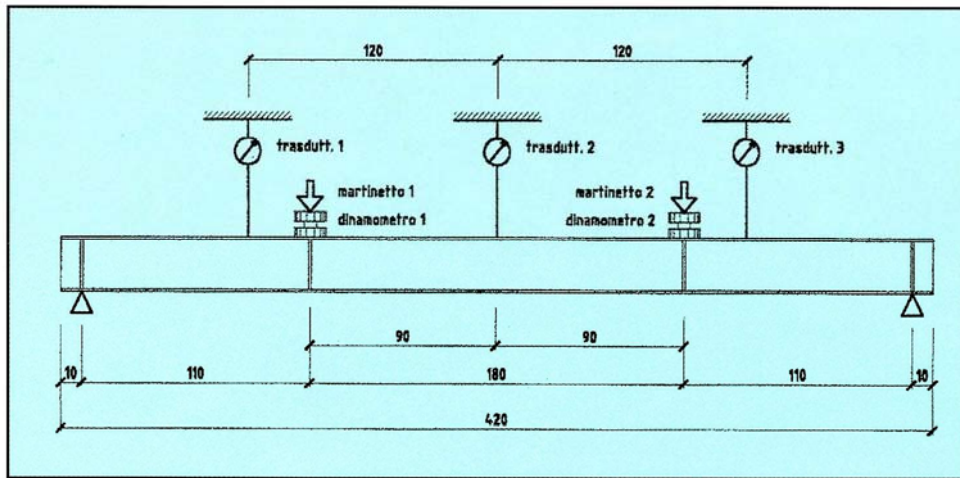 120 120
trasdutt. 1 trasdutt. 2 trasdutt. 3
martinetto 1 martinetto 2
dinamometro 1 dinamometro 2
90 90
10 110 180 110 10
420